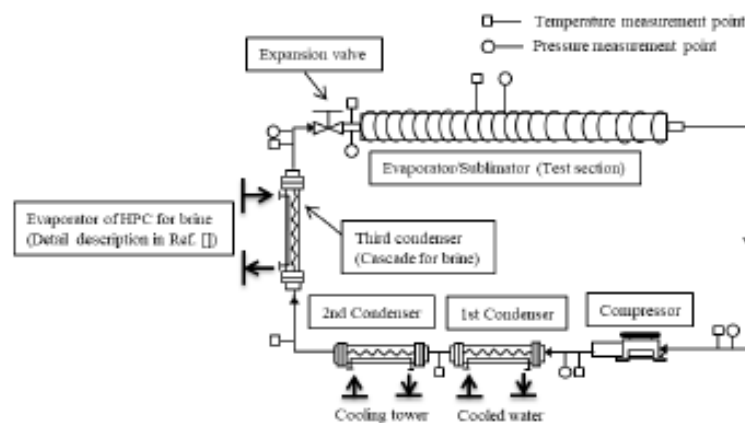 Temperature measurement point
Pressure measurement point
Expansion valve
Evaporator/Sublimator (Test section)
Evaporator of HPC for brine
(Detail description in Ref. [])
Third condenser
(Cascade for brine)
2nd Condenser
1st Condenser
Compressor
Cooling tower
Cooled water